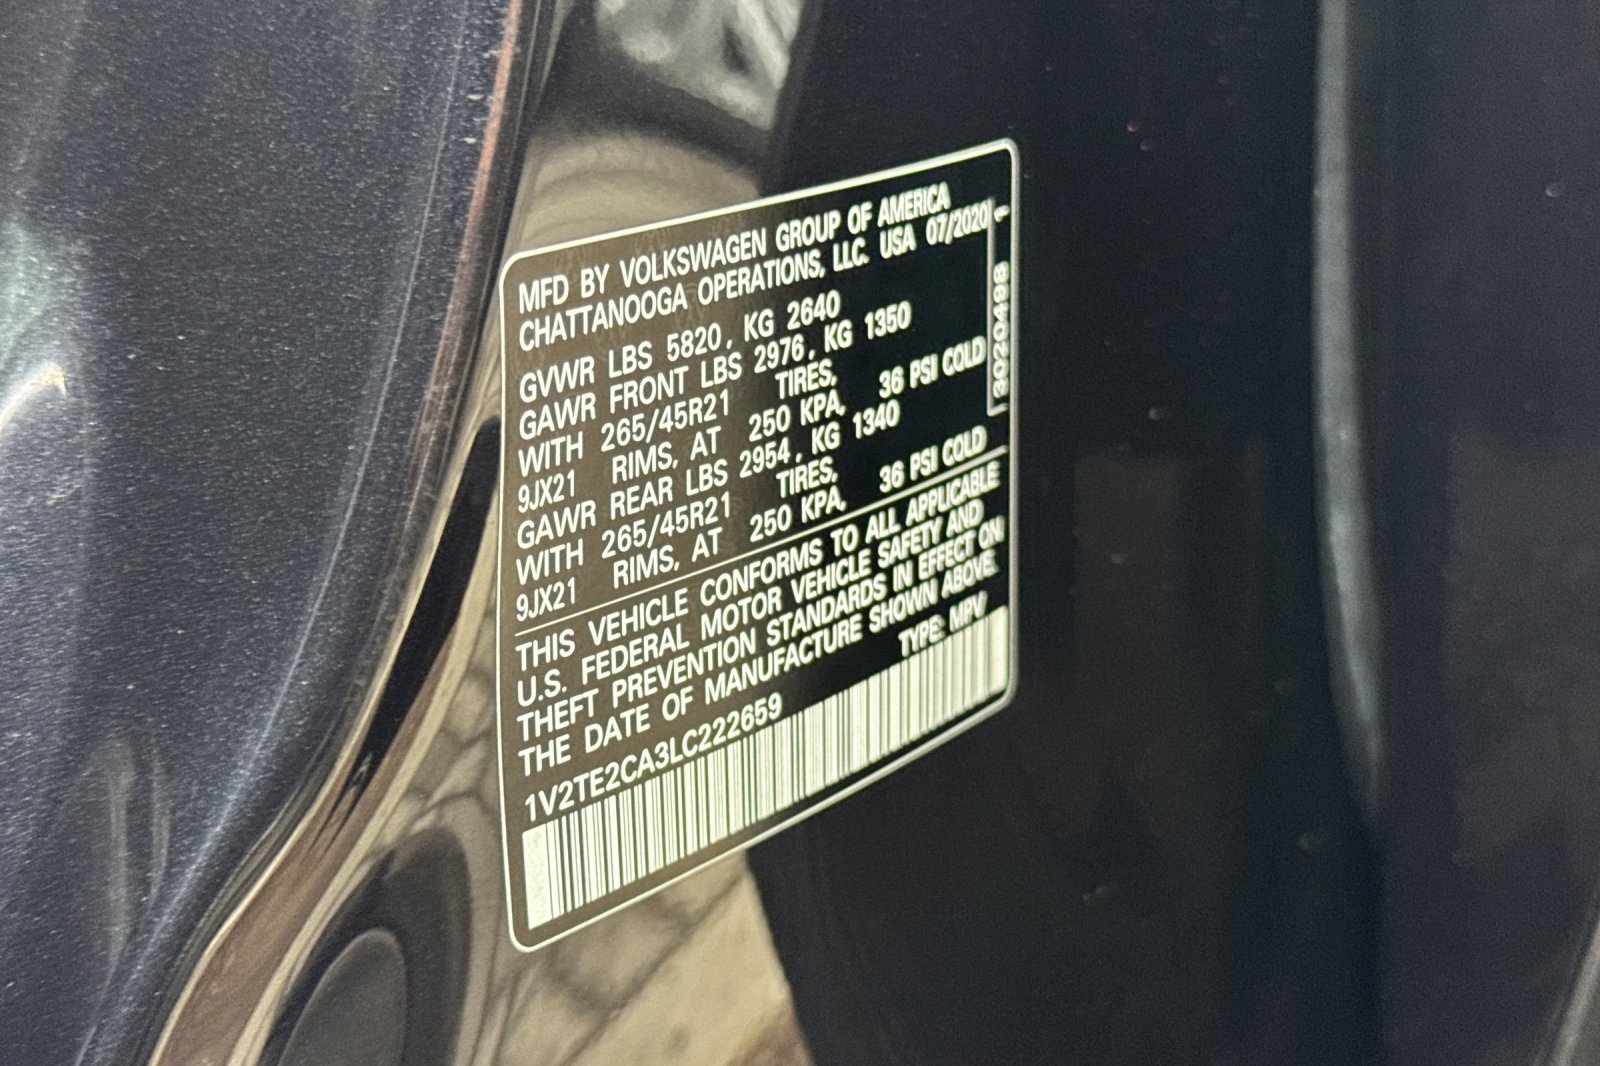 MFD BY VOLKSWAGEN GROUP OF AMERICA
CHATTANOOGA OPERATIONS, LLC. USA 07/2020 1
GVWR LBS 5820, KG 2640
GAWR FRONT LBS 2976, KG 1350
WITH 265/45R21 TIRES,
9JX21 RIMS, AT 250 KPA, 36 PSI COLD
GAWR REAR LBS 2954, KG 1340
WITH 265/45R21 TIRES,
9JX21 RIMS, AT 250 KPA, 36 PSI COLD
3020498
THIS VEHICLE CONFORMS TO ALL APPLICABLE
U.S. FEDERAL MOTOR VEHICLE SAFETY AND
THEFT PREVENTION STANDARDS IN EFFECT ON
THE DATE OF MANUFACTURE SHOWN ABOVE.
1V2TE2CA3LC222659 TYPE: MPV/